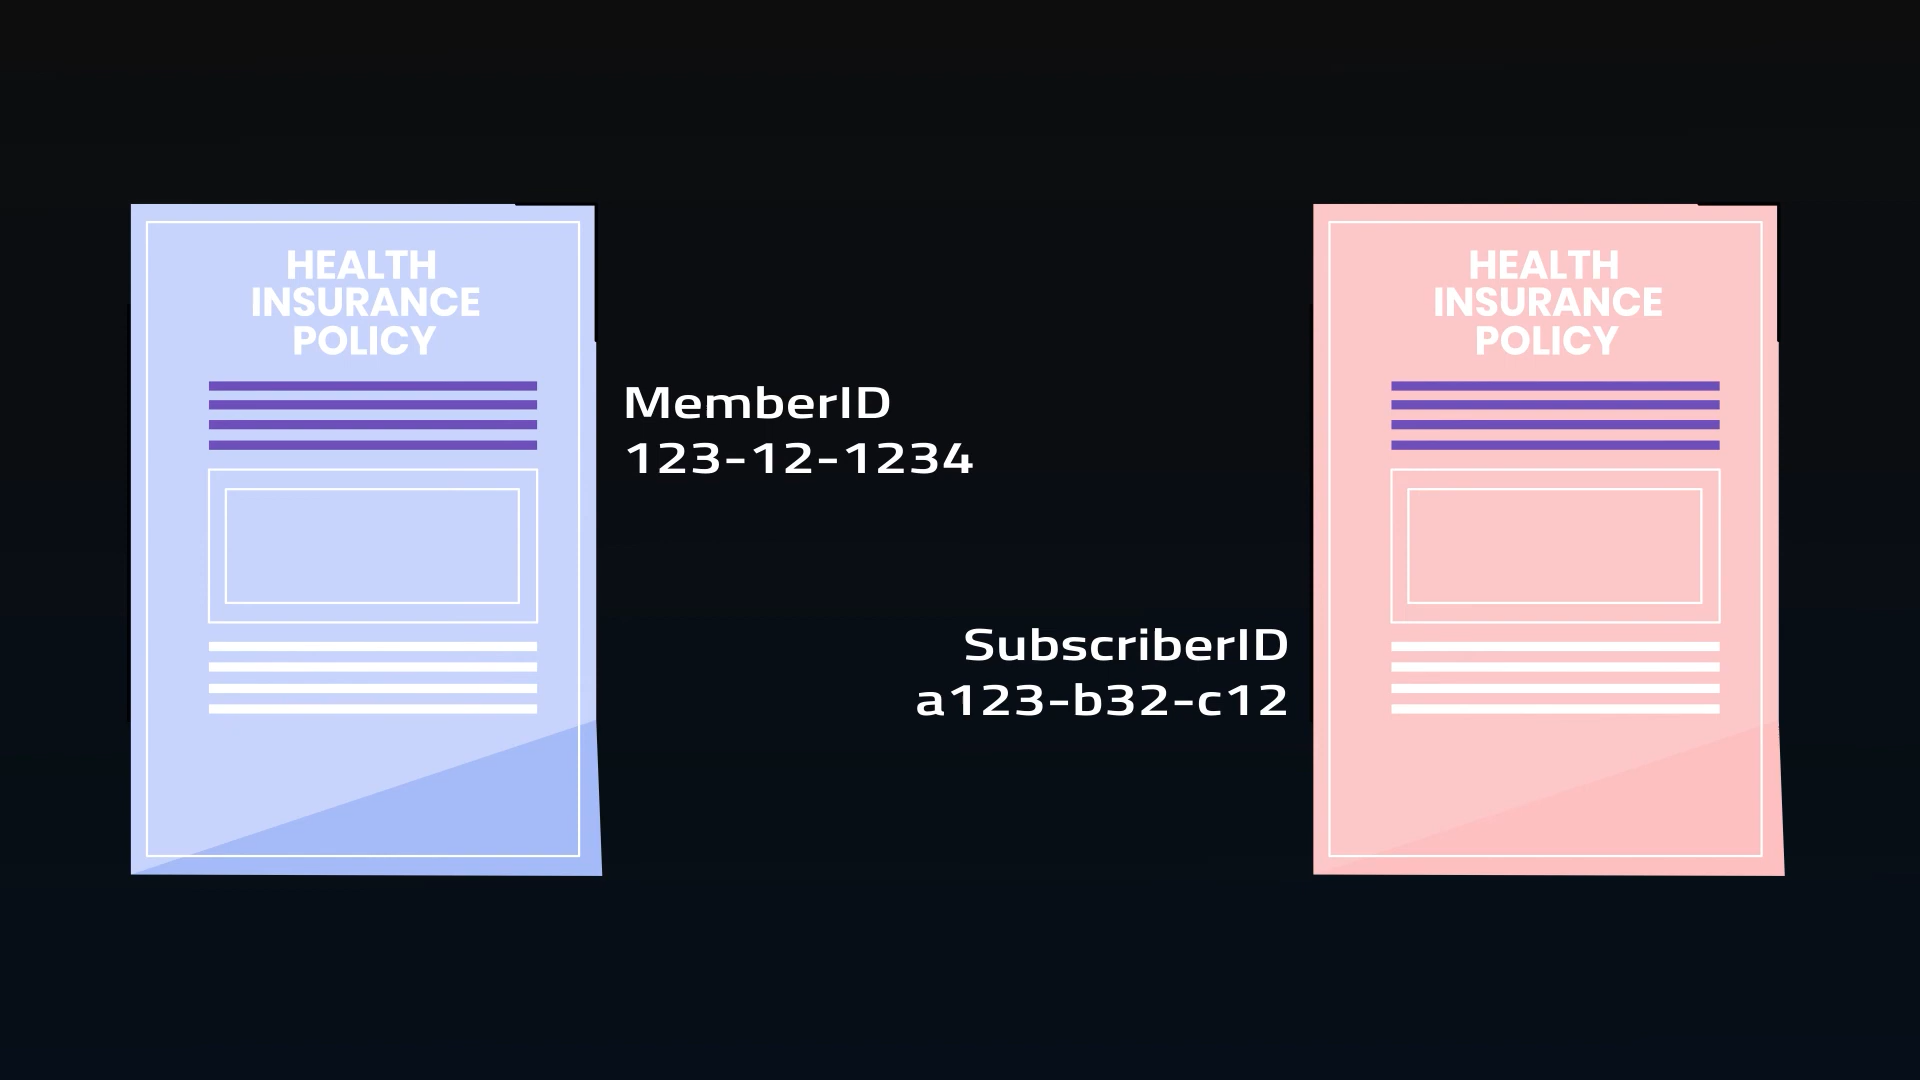 HEALTH
INSURANCE
POLICY
MemberID
123-12-1234
SubscriberID
a123-b32-c12
HEALTH
INSURANCE
POLICY